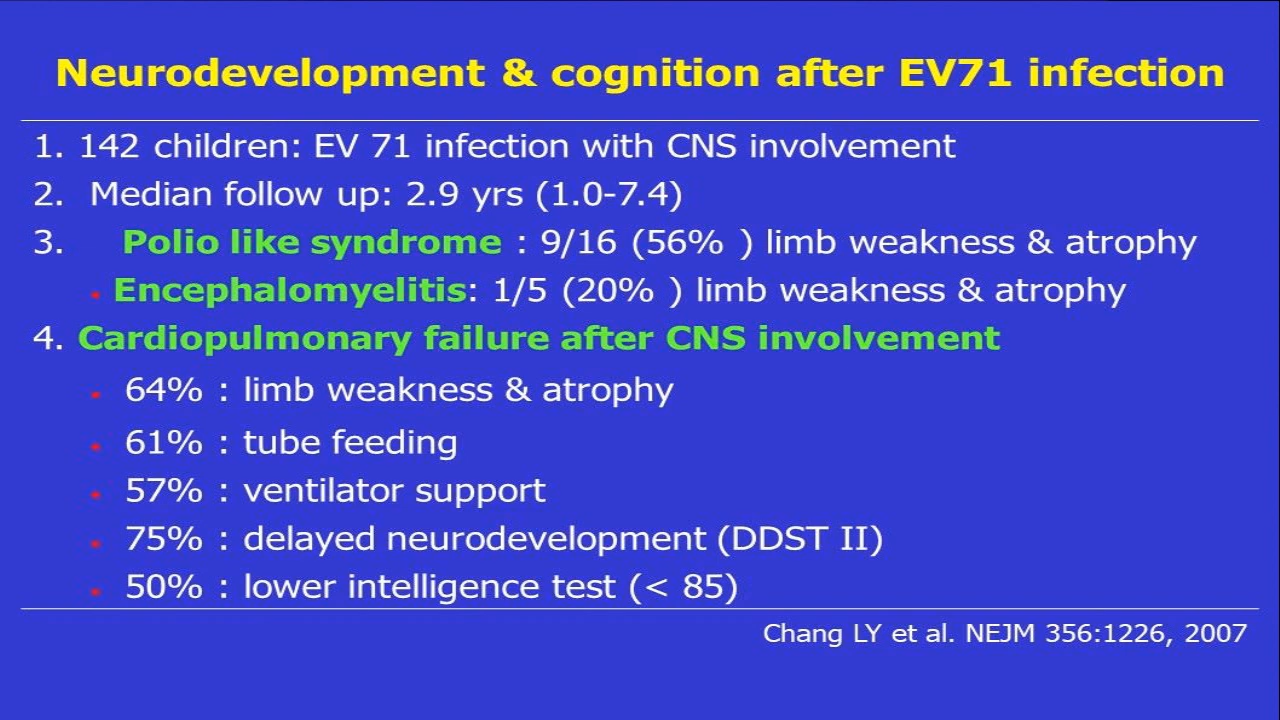 Neurodevelopment & cognition after EV71 infection
1. 142 children: EV 71 infection with CNS involvement
2. Median follow up: 2.9 yrs (1.0-7.4)
3. Polio like syndrome : 9/16 (56% ) limb weakness & atrophy
• Encephalomyelitis: 1/5 (20% ) limb weakness & atrophy
4. Cardiopulmonary failure after CNS involvement
• 64% : limb weakness & atrophy
• 61% : tube feeding
• 57% : ventilator support
• 75% : delayed neurodevelopment (DDST II)
• 50% : lower intelligence test (< 85)
Chang LY et al. NEJM 356:1226, 2007